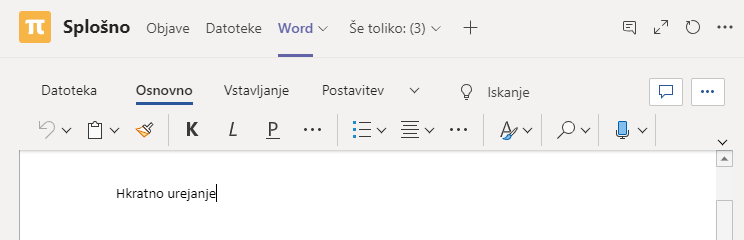 π Splošno Objave Datoteke Word Še toliko: (3)
Datoteka Osnovno Vstavljanje Postavitev Iskanje
K L P
Hkratno urejanje